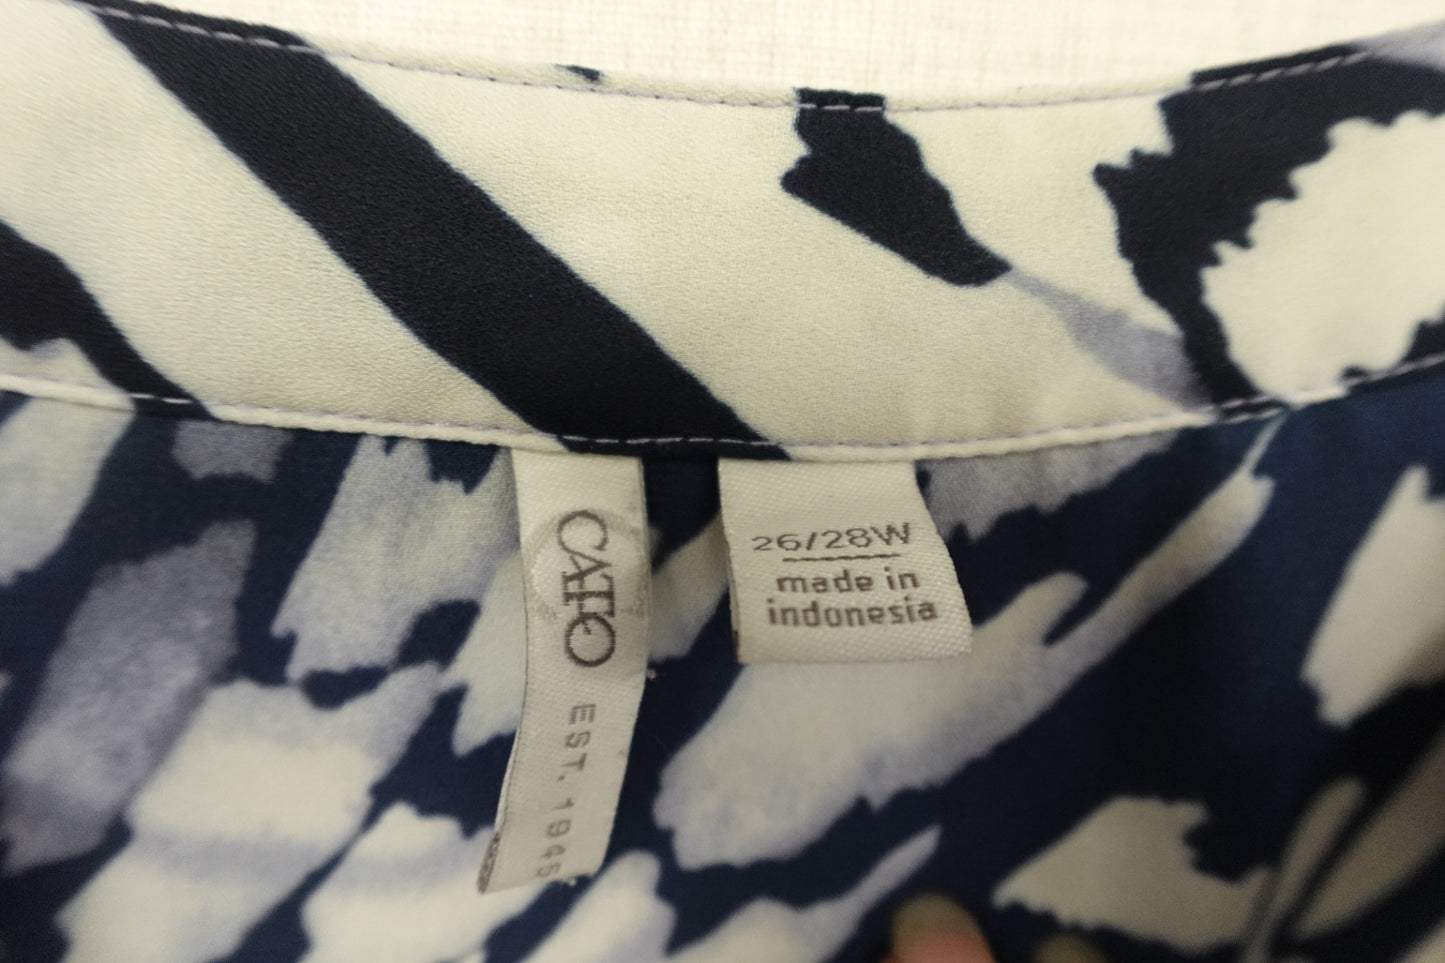 CATO
EST. 1946
26/28W
made in
indonesia